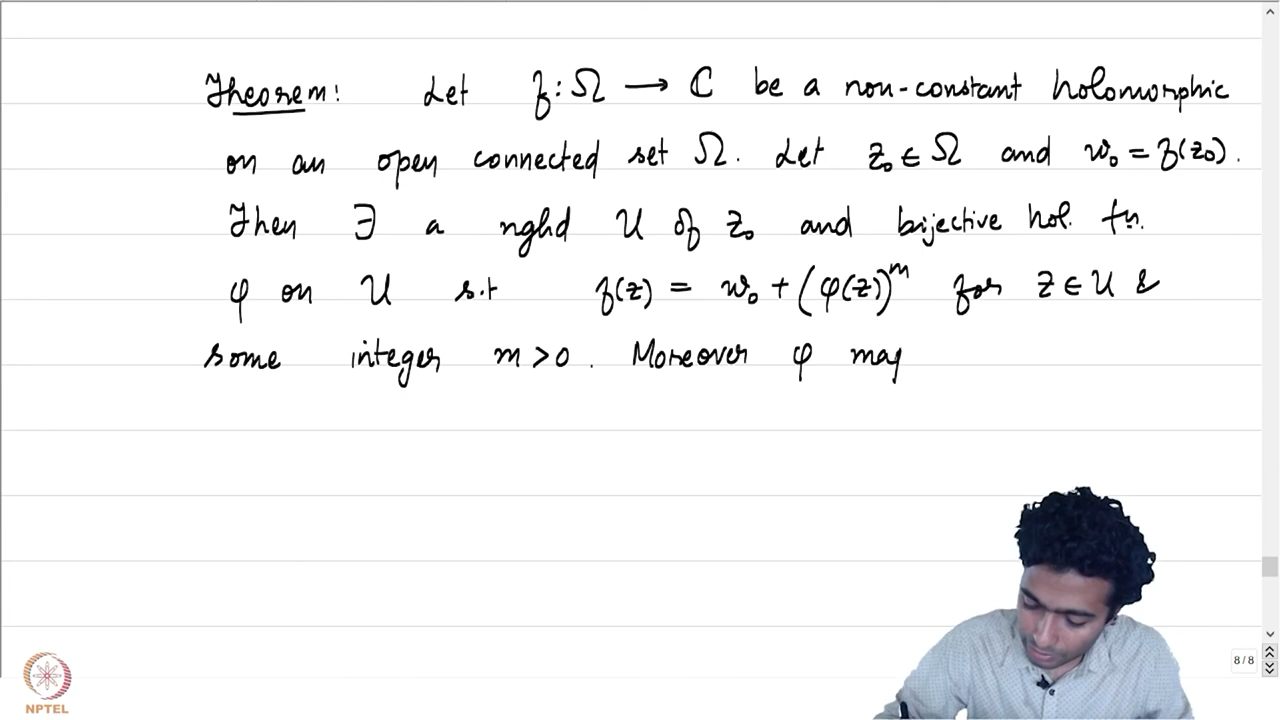 Theorem: Let f: Ω → ℂ be a non-constant holomorphic
on an open connected set Ω. Let z₀ ∈ Ω and w₀ = f(z₀).
Then ∃ a nghd U of z₀ and bijective hol. fn.
φ on U s.t f(z) = w₀ + (φ(z))ᵐ for z ∈ U &
some integer m > 0. Moreover φ may
8 / 8
NPTEL